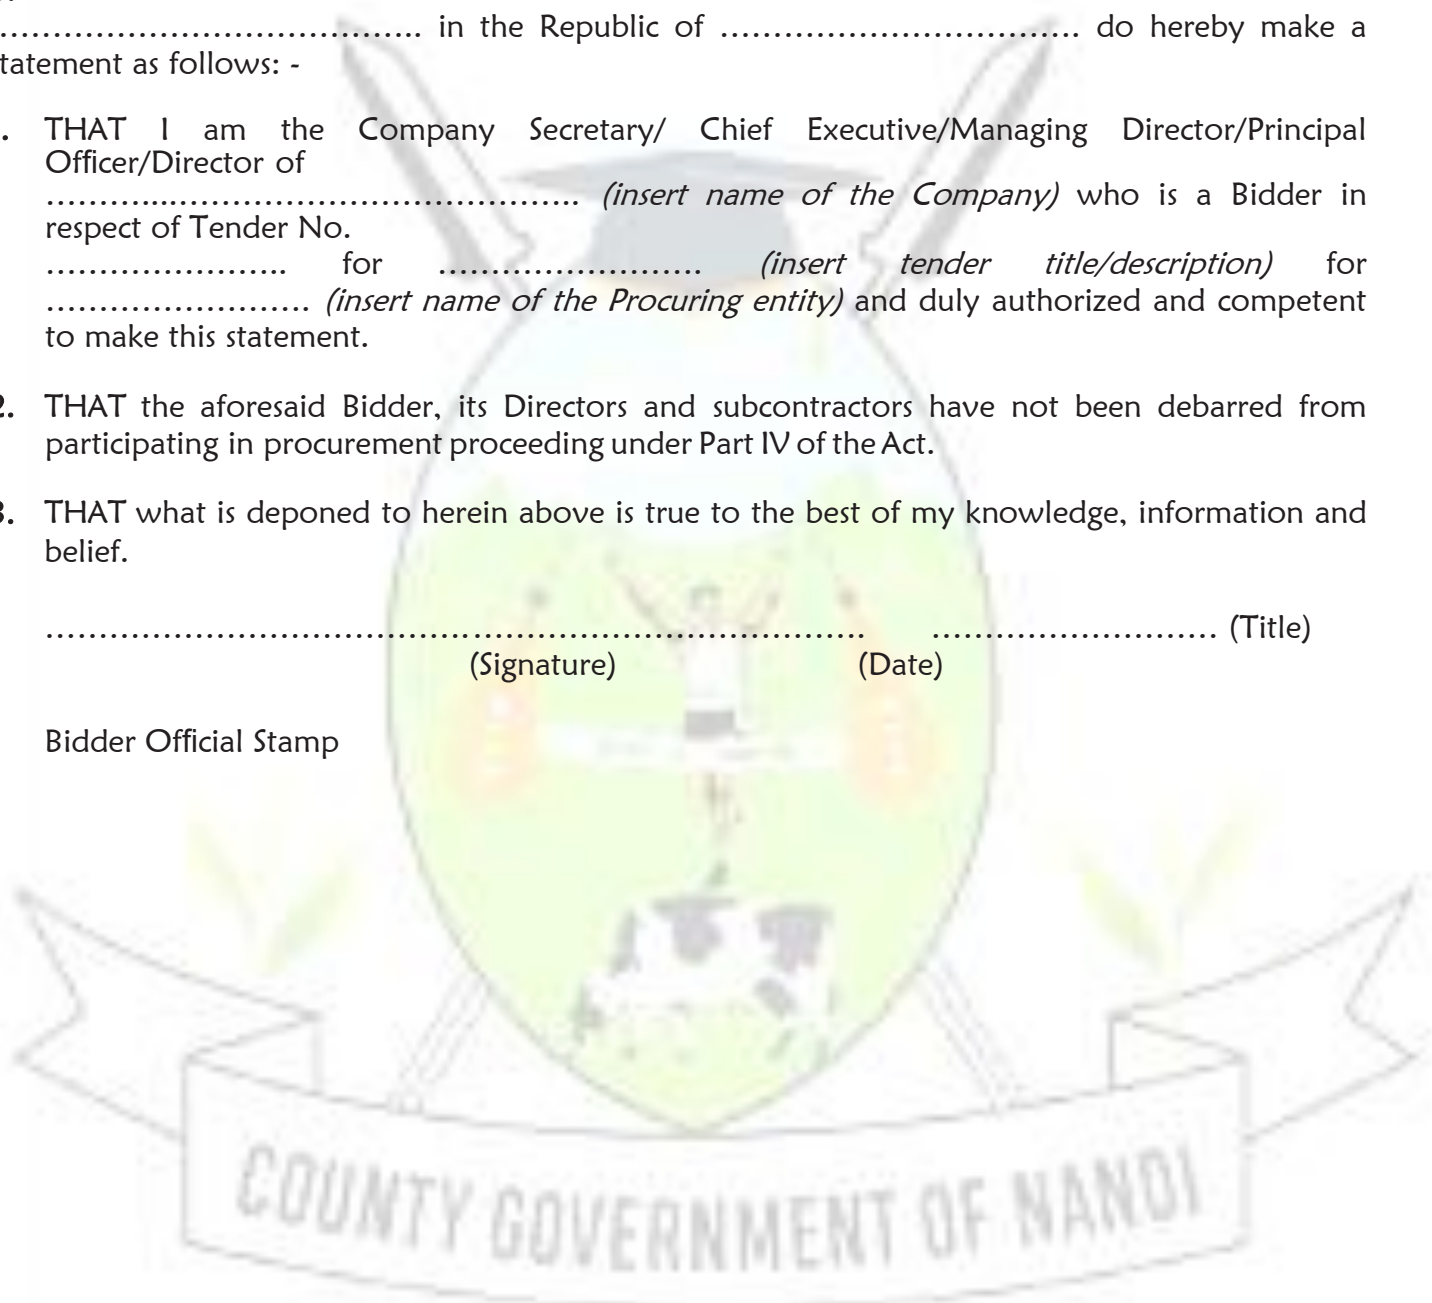 ....................................... in the Republic of .................................. do hereby make a
tatement as follows: -
. THAT I am the Company Secretary/ Chief Executive/Managing Director/Principal
Officer/Director of
.................................................. (insert name of the Company) who is a Bidder in
respect of Tender No.
....................... for ......................... (insert tender title/description) for
......................... (insert name of the Procuring entity) and duly authorized and competent
to make this statement.
2. THAT the aforesaid Bidder, its Directors and subcontractors have not been debarred from
participating in procurement proceeding under Part IV of the Act.
3. THAT what is deponed to herein above is true to the best of my knowledge, information and
belief.
.............................................................................. ........................... (Title)
(Signature) (Date)
Bidder Official Stamp
COUNTY GOVERNMENT OF NANDI